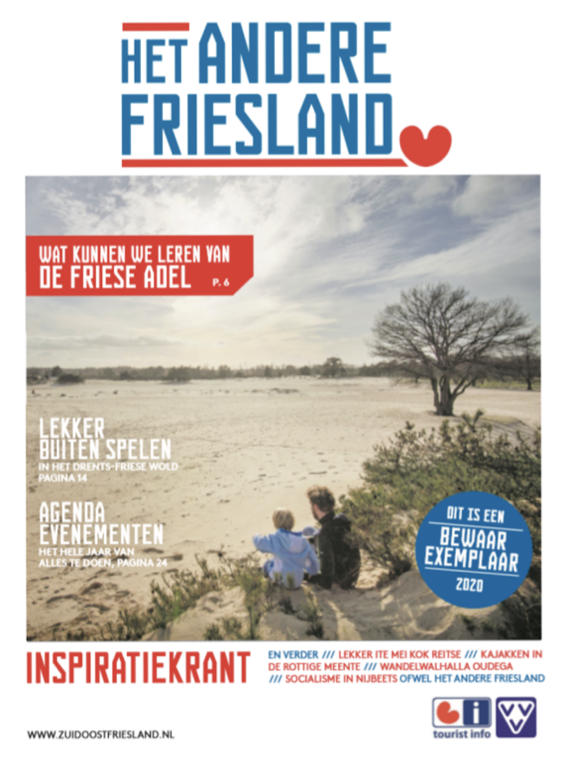 HET ANDERE
FRIESLAND
WAT KUNNEN WE LEREN VAN
DE FRIESE ADEL P. 6
LEKKER
BUITEN SPELEN
IN HET DRENTS-FRIESE WOLD
PAGINA 14
AGENDA
EVENEMENTEN
HET HELE JAAR VAN
ALLES TE DOEN, PAGINA 24
DIT IS EEN
BEWAAR
EXEMPLAAR
2020
INSPIRATIEKRANT
EN VERDER /// LEKKER ITE MEI KOK REITSE /// KAJAKKEN IN
DE ROTTIGE MEENTE /// WANDELWALHALLA OUDEGA
/// SOCIALISME IN NIJBEETS OFWEL HET ANDERE FRIESLAND
WWW.ZUIDOOSTFRIESLAND.NL
i
tourist info
VVV